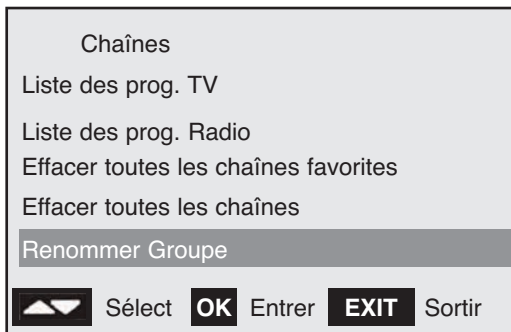 Chaînes
Liste des prog. TV
Liste des prog. Radio
Effacer toutes les chaînes favorites
Effacer toutes les chaînes
Renommer Groupe
Sélect OK Entrer EXIT Sortir